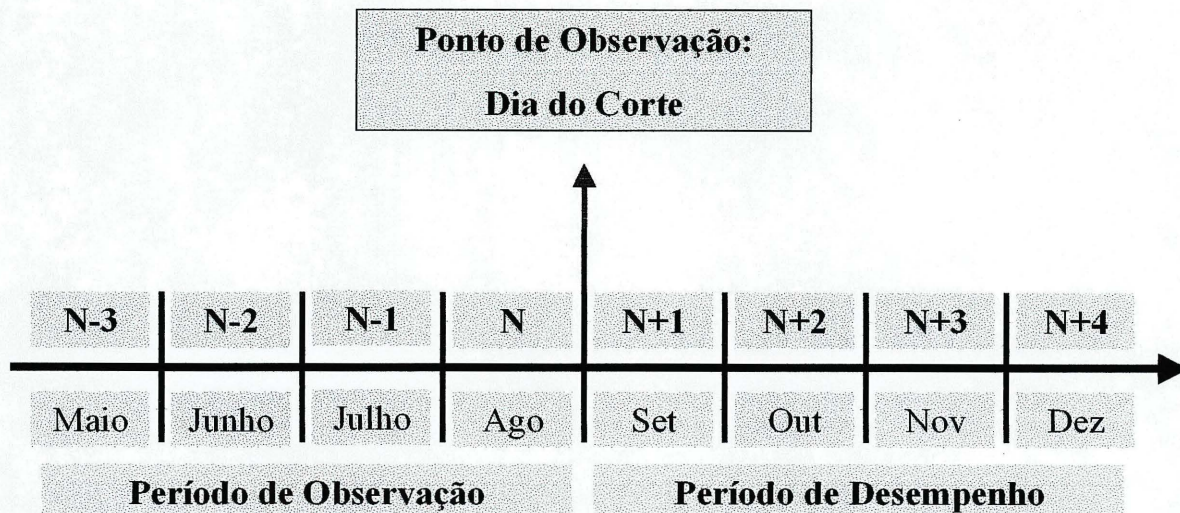 Ponto de Observação:
Dia do Corte
N-3 N-2 N-1 N N+1 N+2 N+3 N+4
Maio Junho Julho Ago Set Out Nov Dez
Período de Observação Período de Desempenho